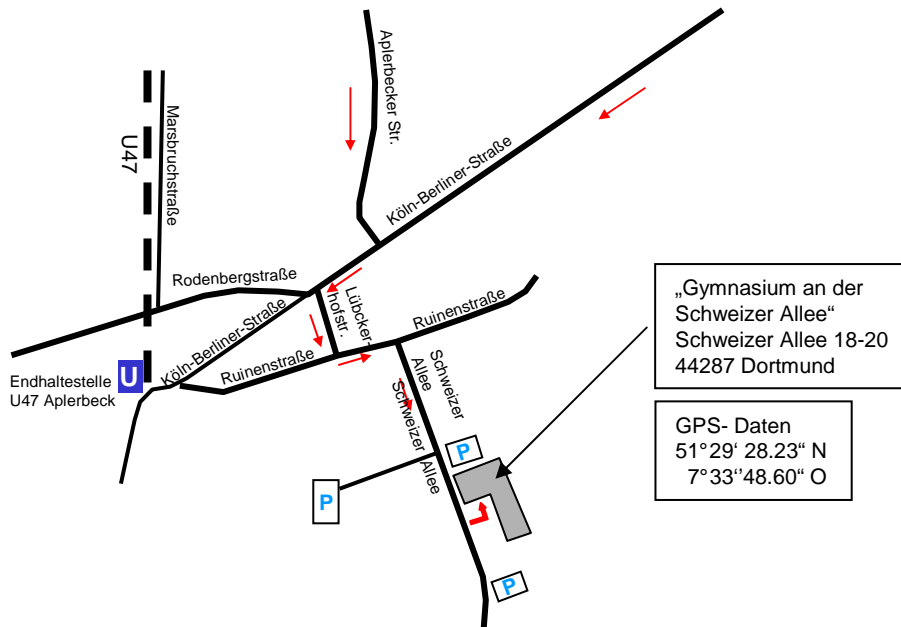 Aplerbecker Str.
U47
Marsbruchstraße
Köln-Berliner-Straße
Rodenbergstraße
Lübcker-
hofstr.
Ruinenstraße
Köln-Berliner-Straße
Ruinenstraße
Endhaltestelle
U47 Aplerbeck
U
Schweizer
Allee
Schweizer
Allee
P
P
P
„Gymnasium an der
Schweizer Allee“
Schweizer Allee 18-20
44287 Dortmund
GPS- Daten
51°29‘ 28.23“ N
7°33‘’48.60“ O